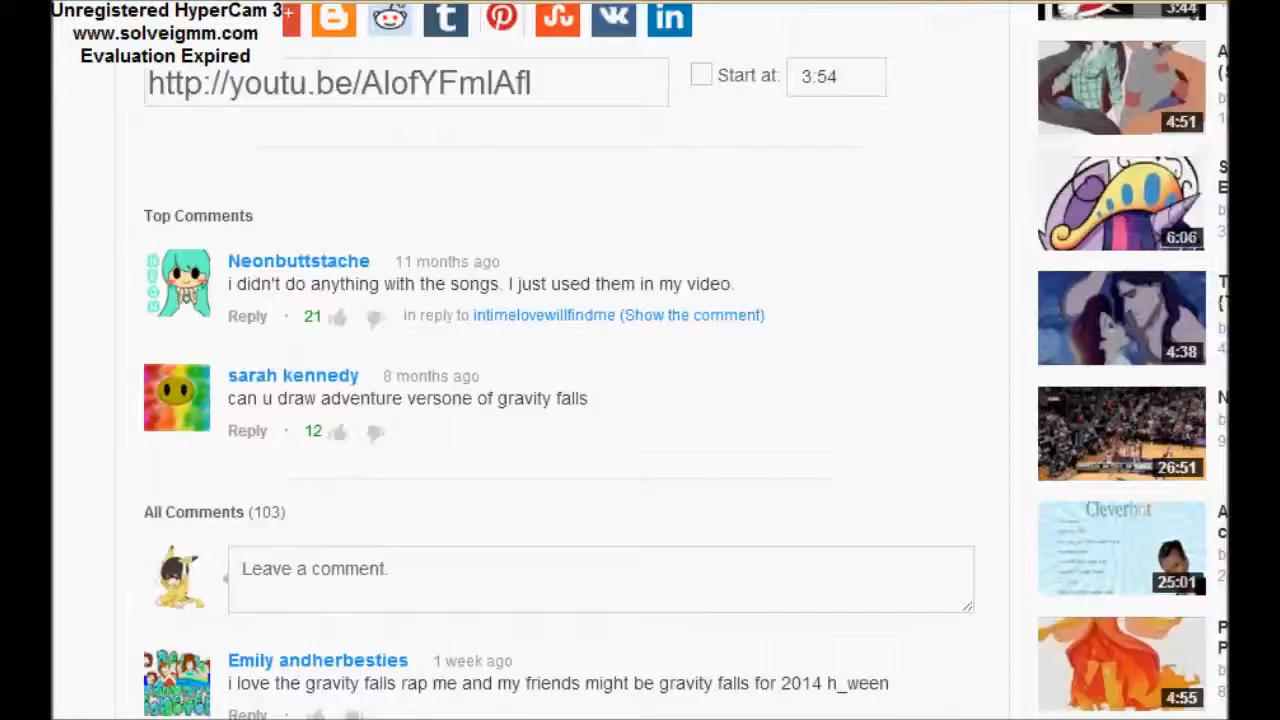 Unregistered HyperCam 3
www.solveigmm.com
Evaluation Expired
http://youtu.be/AlofYFmlAfI
Start at: 3:54
Top Comments
Neonbuttstache 11 months ago
i didn't do anything with the songs. I just used them in my video.
Reply · 21 in reply to intimelovewillfindme (Show the comment)
sarah kennedy 8 months ago
can u draw adventure versone of gravity falls
Reply · 12
All Comments (103)
Leave a comment.
Emily andherbesties 1 week ago
i love the gravity falls rap me and my friends might be gravity falls for 2014 h_ween
Reply ·
3:44
4:51
6:06
4:38
26:51
Cleverbot
25:01
4:55